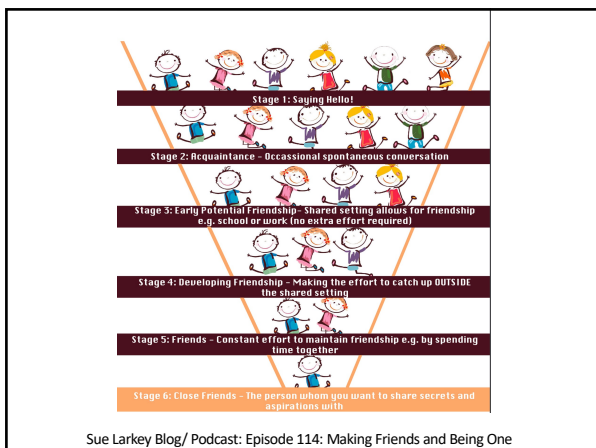 Stage 1: Saying Hello!
Stage 2: Acquaintance - Occassional spontaneous conversation
Stage 3: Early Potential Friendship- Shared setting allows for friendship
e.g. school or work (no extra effort required)
Stage 4: Developing Friendship - Making the effort to catch up OUTSIDE
the shared setting
Stage 5: Friends - Constant effort to maintain friendship e.g. by spending
time together
Stage 6: Close Friends - The person whom you want to share secrets and
aspirations with
Sue Larkey Blog/ Podcast: Episode 114: Making Friends and Being One